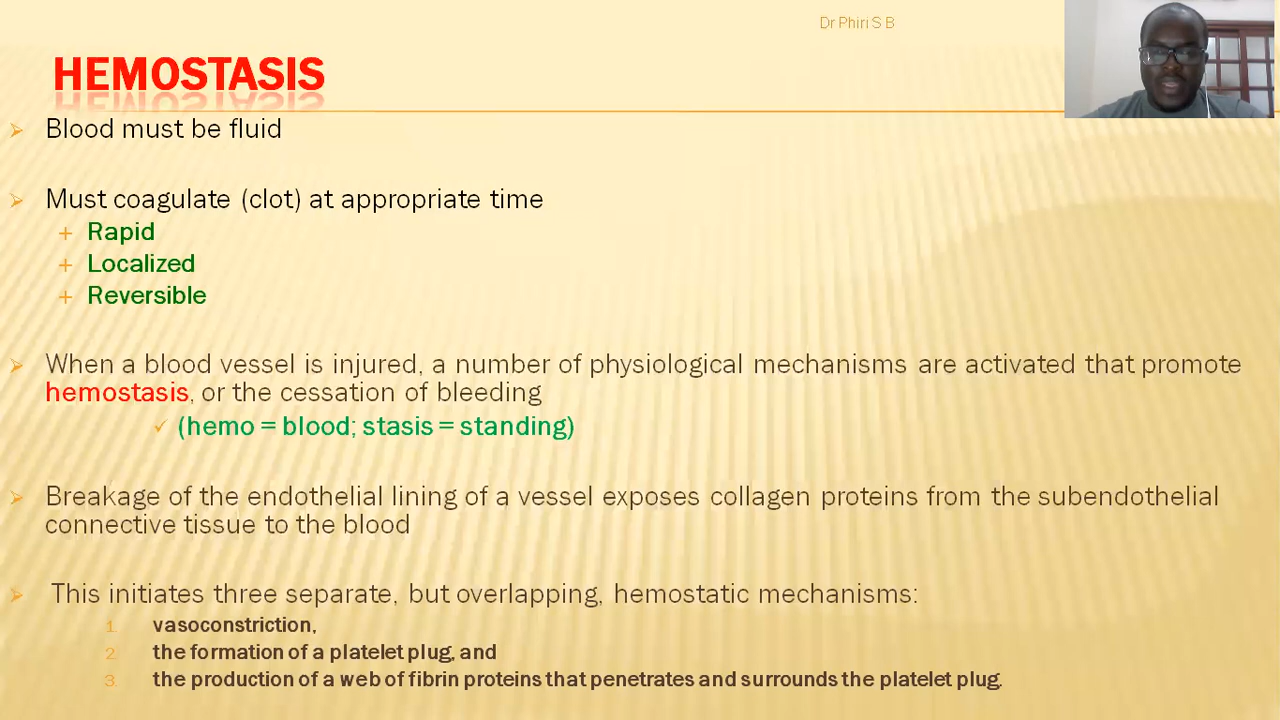 Dr Phiri S B
HEMOSTASIS
Blood must be fluid
Must coagulate (clot) at appropriate time
Rapid
Localized
Reversible
When a blood vessel is injured, a number of physiological mechanisms are activated that promote
hemostasis, or the cessation of bleeding
(hemo = blood; stasis = standing)
Breakage of the endothelial lining of a vessel exposes collagen proteins from the subendothelial
connective tissue to the blood
This initiates three separate, but overlapping, hemostatic mechanisms:
1. vasoconstriction,
2. the formation of a platelet plug, and
3. the production of a web of fibrin proteins that penetrates and surrounds the platelet plug.